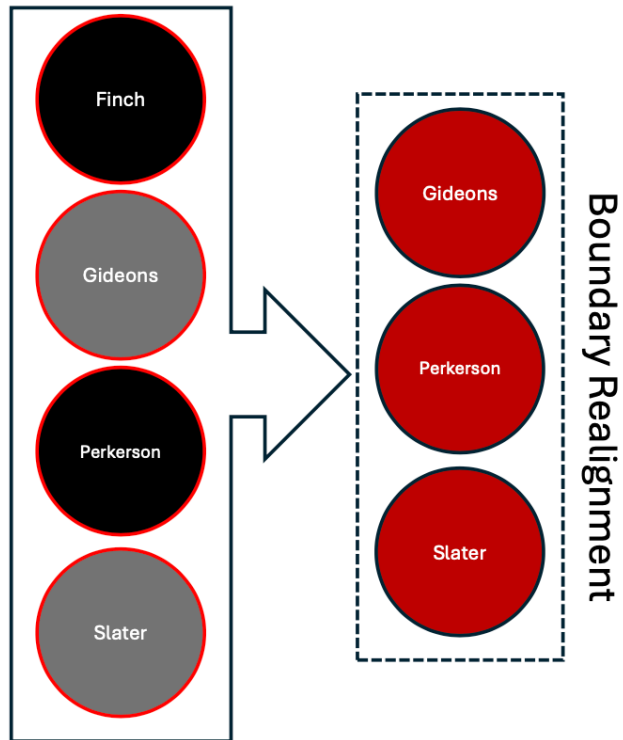 Finch
Gideons
Perkerson
Slater
Gideons
Perkerson
Slater
Boundary Realignment